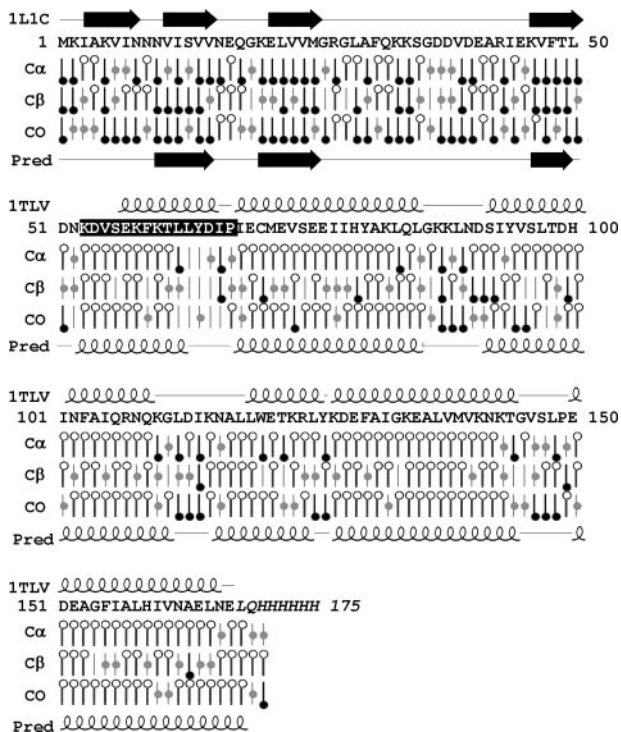 1L1C
1 MKIAKVINNNVISVVNEQGKELVVMGRGLAFQKKSGDDVDEARIEKVFTL 50
Cα
Cβ
CO
Pred
1TLV
51 DNKDVSEKFKTLLYDIPIECMEVSEEIIHYAKLQLGKKLNDSIYVSLTDH 100
Cα
Cβ
CO
Pred
1TLV
101 INFAIQRNQKGLDIKNALLWETKRLYKDEFAIGKEALVMVKNKTGVSLPE 150
Cα
Cβ
CO
Pred
1TLV
151 DEAGFIALHIVNAELNELQHHHHHH 175
Cα
Cβ
CO
Pred